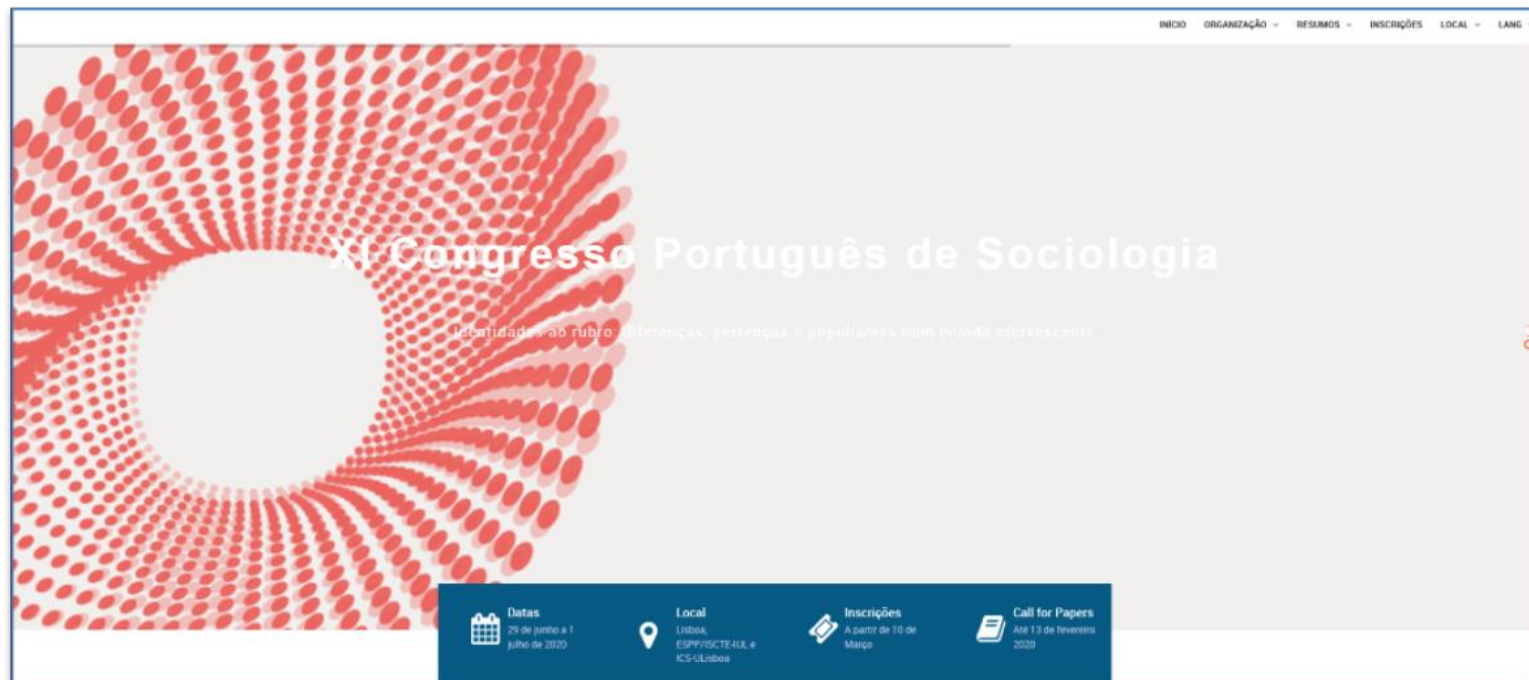 INÍCIO ORGANIZAÇÃO RESUMOS INSCRIÇÕES LOCAL LANG
XI Congresso Português de Sociologia
Identidades ao rubro: diferenças, pertenças e populismos num mundo efervescente
Datas
29 de junho a 1
julho de 2020
Local
Lisboa,
ESPP/ISCTE-IUL e
ICS-ULisboa
Inscrições
A partir de 10 de
Março
Call for Papers
Até 13 de fevereiro
2020